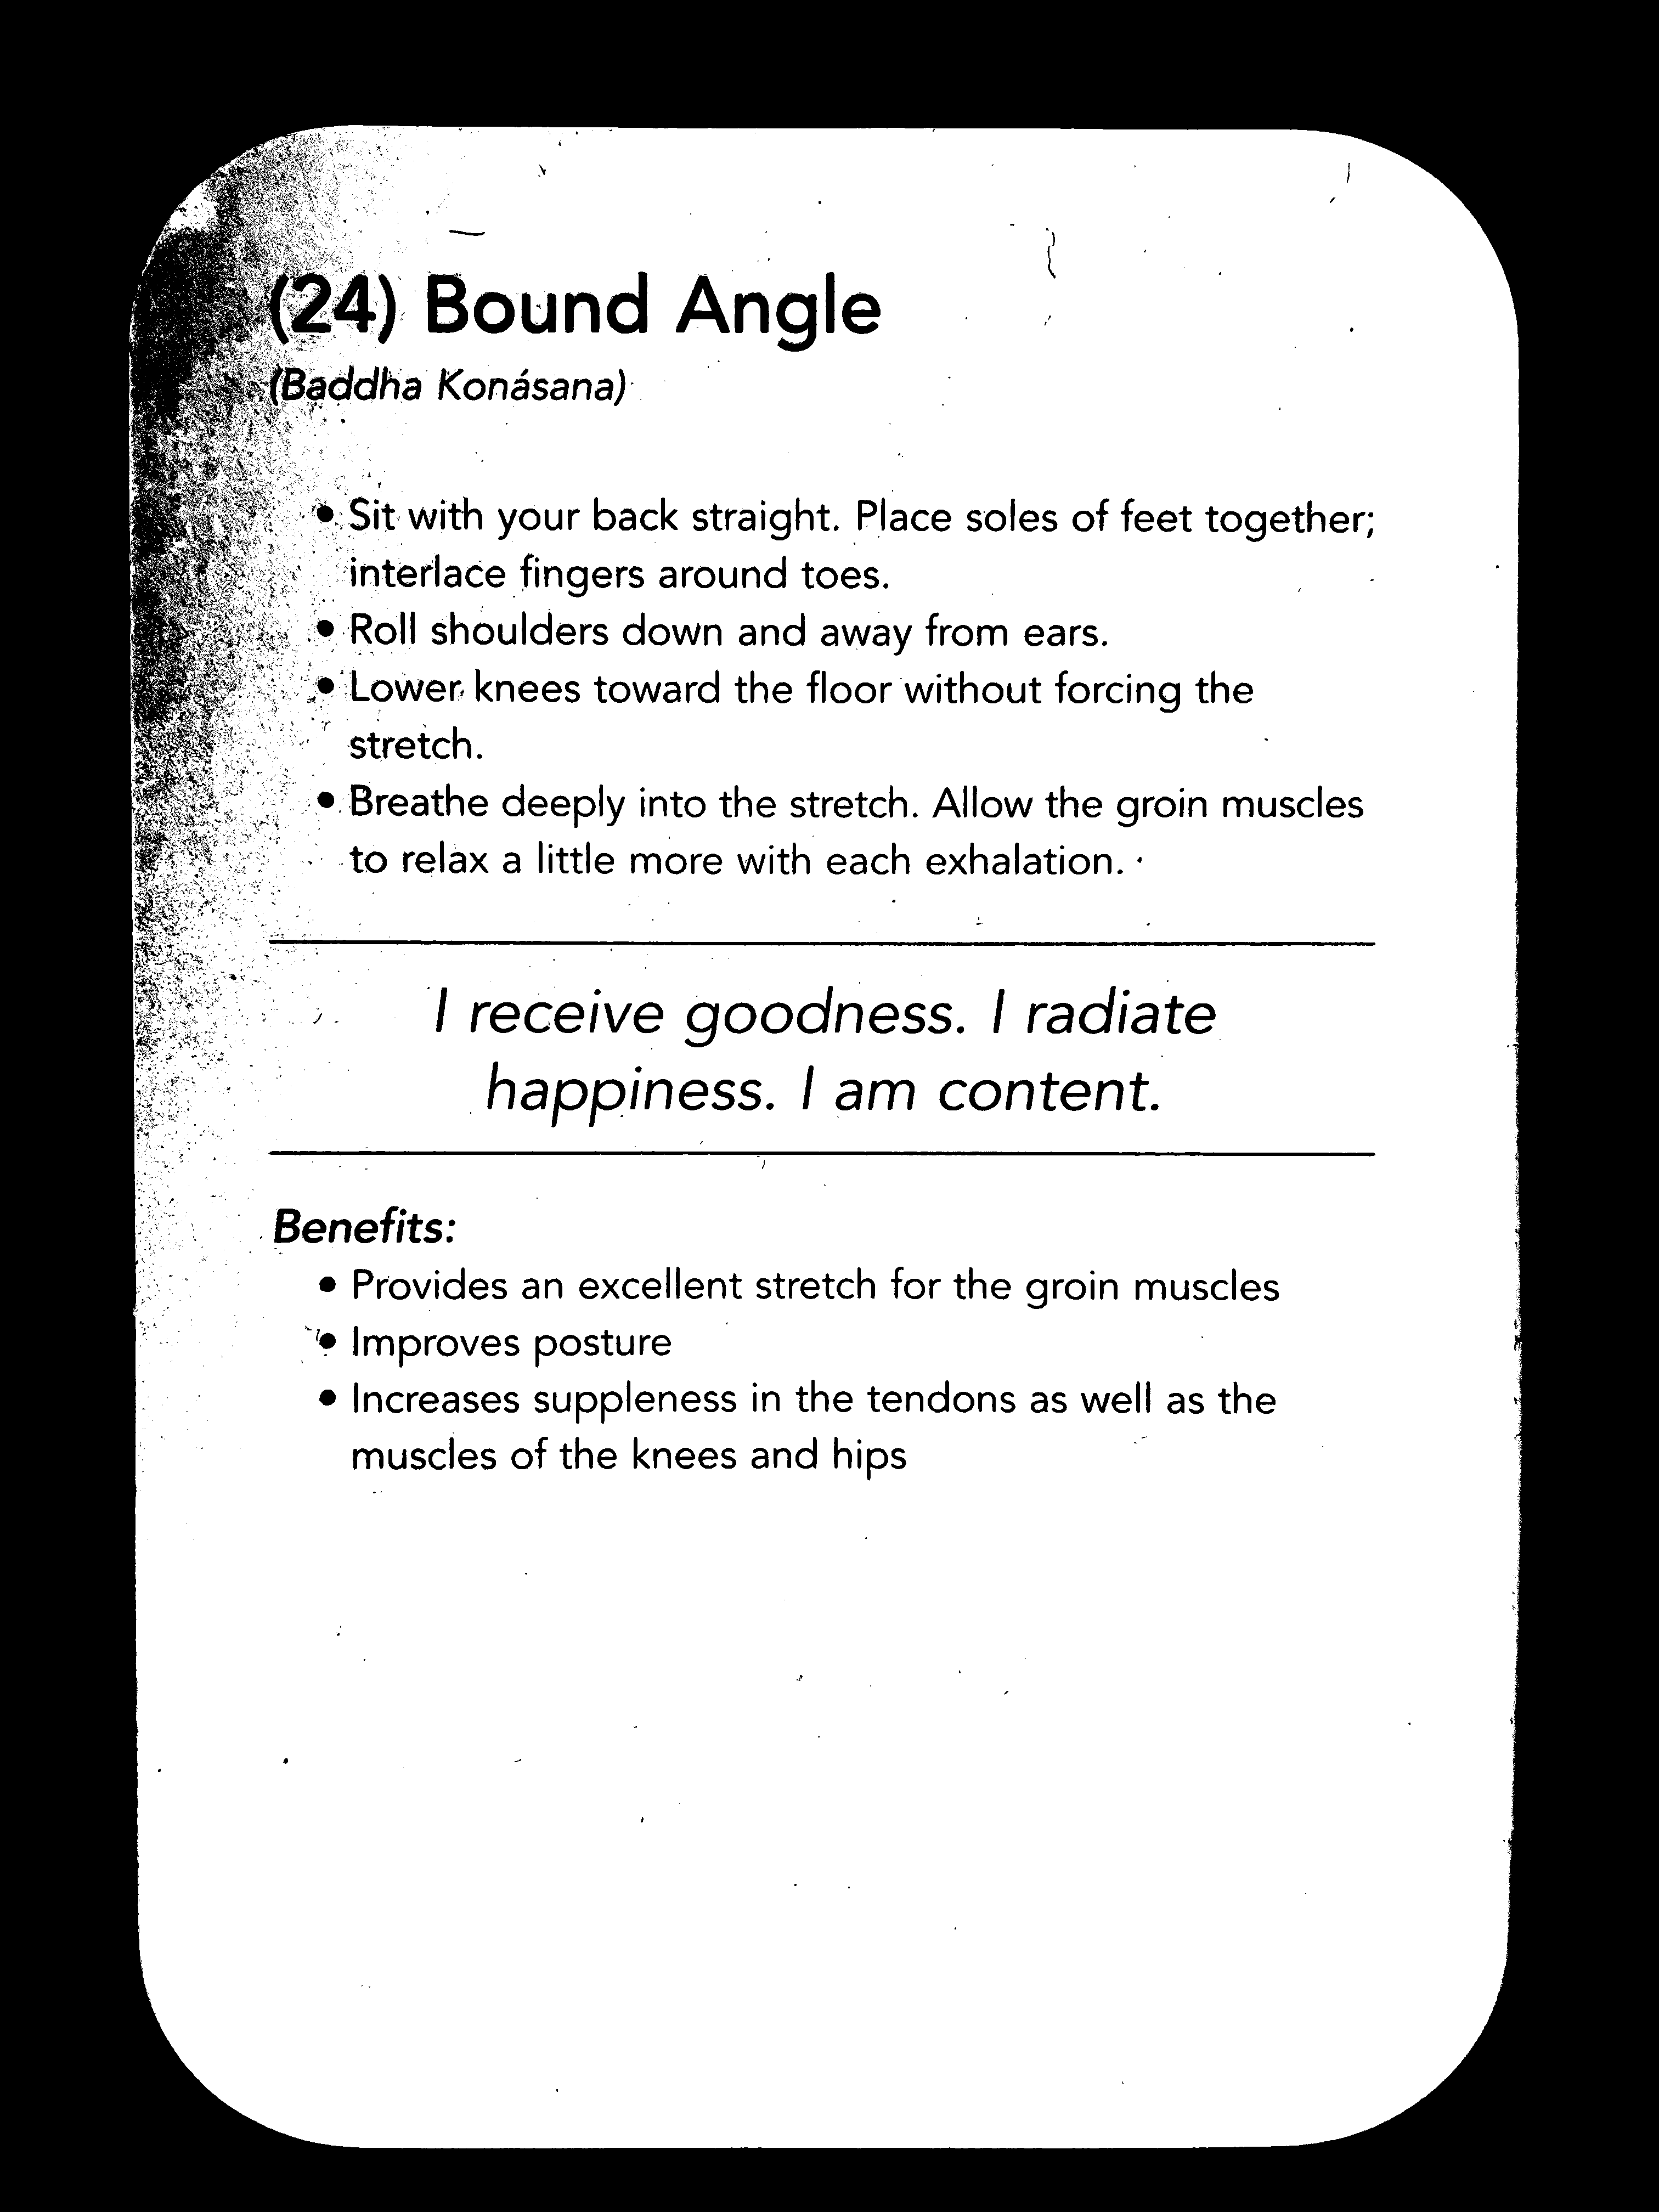 (24) Bound Angle
(Baddha Konásana)
• Sit with your back straight. Place soles of feet together;
interlace fingers around toes.
• Roll shoulders down and away from ears.
• Lower knees toward the floor without forcing the
stretch.
• Breathe deeply into the stretch. Allow the groin muscles
to relax a little more with each exhalation.
I receive goodness. I radiate
happiness. I am content.
Benefits:
• Provides an excellent stretch for the groin muscles
• Improves posture
• Increases suppleness in the tendons as well as the
muscles of the knees and hips